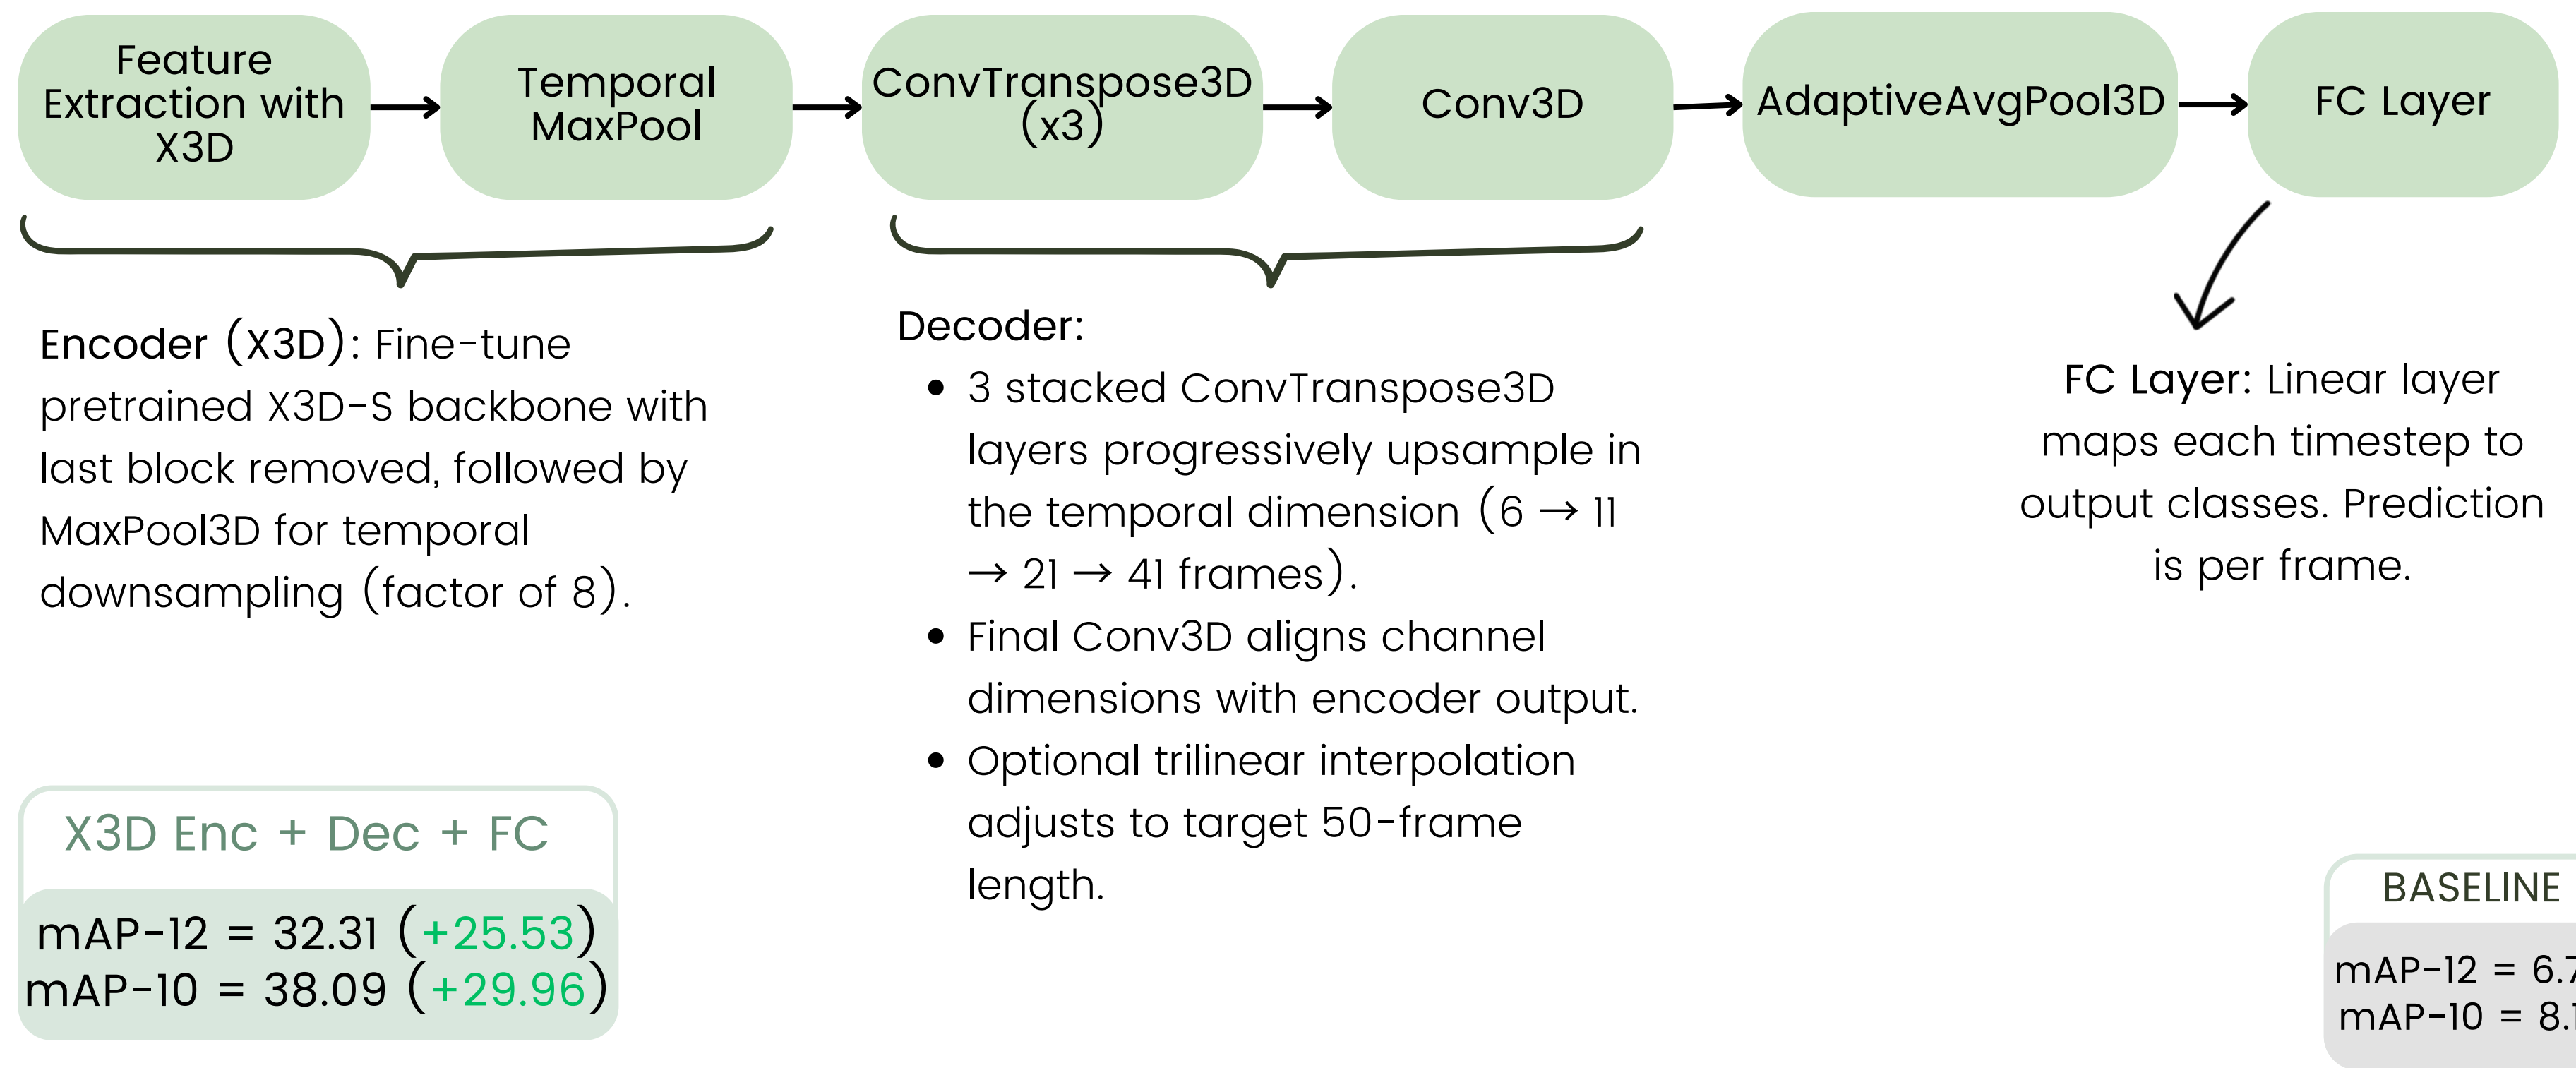 Feature
Extraction with
X3D
Temporal
MaxPool
ConvTranspose3D
(x3)
Conv3D
AdaptiveAvgPool3D
FC Layer
Encoder (X3D): Fine-tune
pretrained X3D-S backbone with
last block removed, followed by
MaxPool3D for temporal
downsampling (factor of 8).
Decoder:
• 3 stacked ConvTranspose3D
layers progressively upsample in
the temporal dimension (6 → 11
→ 21 → 41 frames).
• Final Conv3D aligns channel
dimensions with encoder output.
• Optional trilinear interpolation
adjusts to target 50-frame
length.
FC Layer: Linear layer
maps each timestep to
output classes. Prediction
is per frame.
X3D Enc + Dec + FC
mAP-12 = 32.31 (+25.53)
mAP-10 = 38.09 (+29.96)
BASELINE
mAP-12 = 6.7
mAP-10 = 8.1